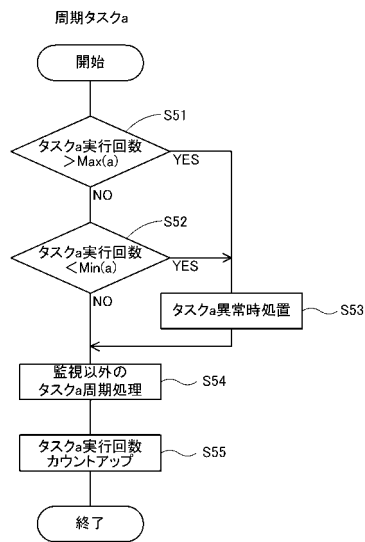 周期タスクa
開始
S51
タスクa実行回数
>Max(a)
YES
NO
S52
タスクa実行回数
<Min(a)
YES
NO
タスクa異常時処置
S53
監視以外の
タスクa周期処理
S54
タスクa実行回数
カウントアップ
S55
終了